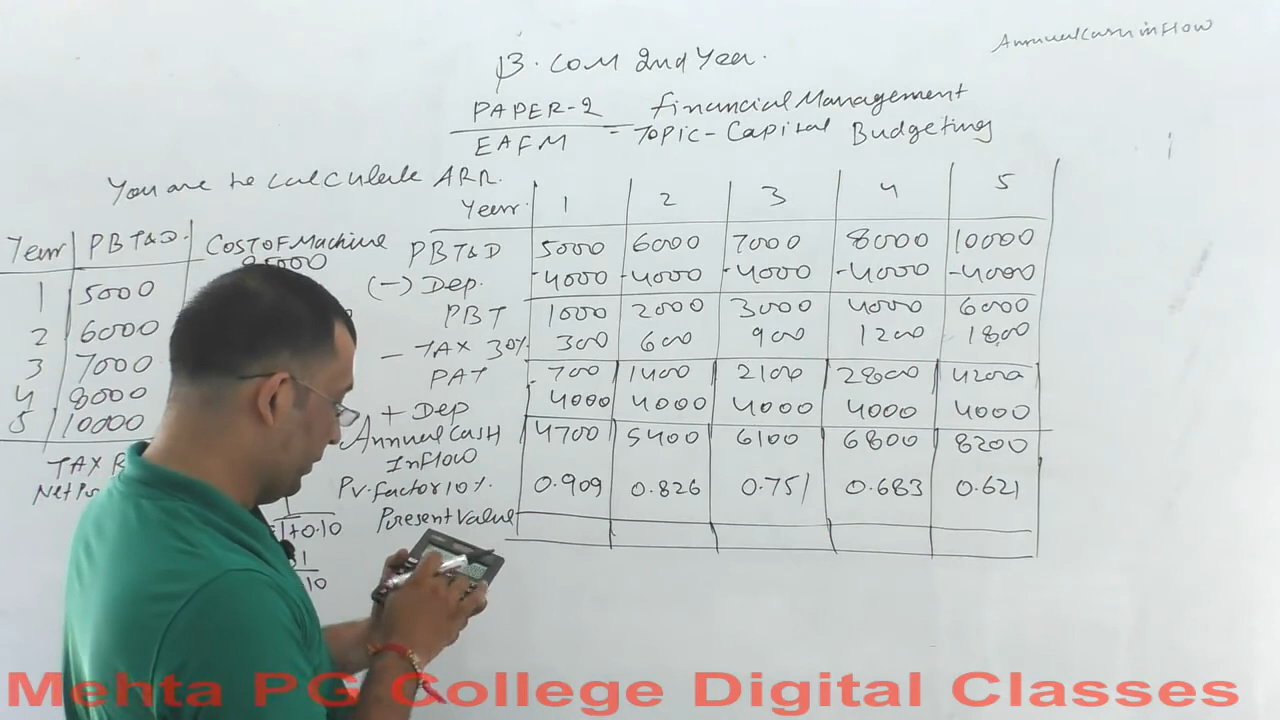 Annual Cash inflow
B. COM 2nd Year.
PAPER-2 Financial Management
EAFM - TOPIC - Capital Budgeting
You are to calculate ARR.
Year PBT&D. COST OF Machine
1 5000
2 6000
3 7000
4 8000
5 10000
TAX
Year 1 2 3 4 5
PBT&D 5000 6000 7000 8000 10000
(-) Dep. -4000 -4000 -4000 -4000 -4000
PBT 1000 2000 3000 4000 6000
- TAX 30% 300 600 900 1200 1800
PAT 700 1400 2100 2800 4200
+ Dep 4000 4000 4000 4000 4000
Annual Cash 4700 5400 6100 6800 8200
Inflow
P.v. factor 10%. 0.909 0.826 0.751 0.683 0.621
Present Value
1+0.10
1
10
Mehta PG College Digital Classes